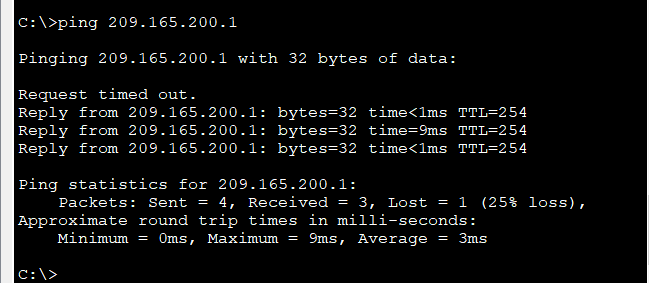 C:\>ping 209.165.200.1
Pinging 209.165.200.1 with 32 bytes of data:
Request timed out.
Reply from 209.165.200.1: bytes=32 time<1ms TTL=254
Reply from 209.165.200.1: bytes=32 time=9ms TTL=254
Reply from 209.165.200.1: bytes=32 time<1ms TTL=254
Ping statistics for 209.165.200.1:
Packets: Sent = 4, Received = 3, Lost = 1 (25% loss),
Approximate round trip times in milli-seconds:
Minimum = 0ms, Maximum = 9ms, Average = 3ms
C:\>